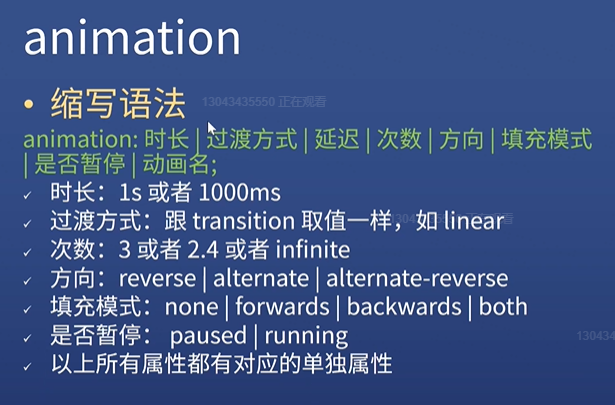 animation
• 缩写语法
13043435550 正在观看
animation: 时长 | 过渡方式 | 延迟 | 次数 | 方向 | 填充模式
| 是否暂停 | 动画名;
✓ 时长：1s 或者 1000ms
✓ 过渡方式：跟 transition 取值一样，如 linear
✓ 次数：3 或者 2.4 或者 infinite
✓ 方向：reverse | alternate | alternate-reverse
✓ 填充模式：none | forwards | backwards | both
✓ 是否暂停： paused | running
130434
✓ 以上所有属性都有对应的单独属性